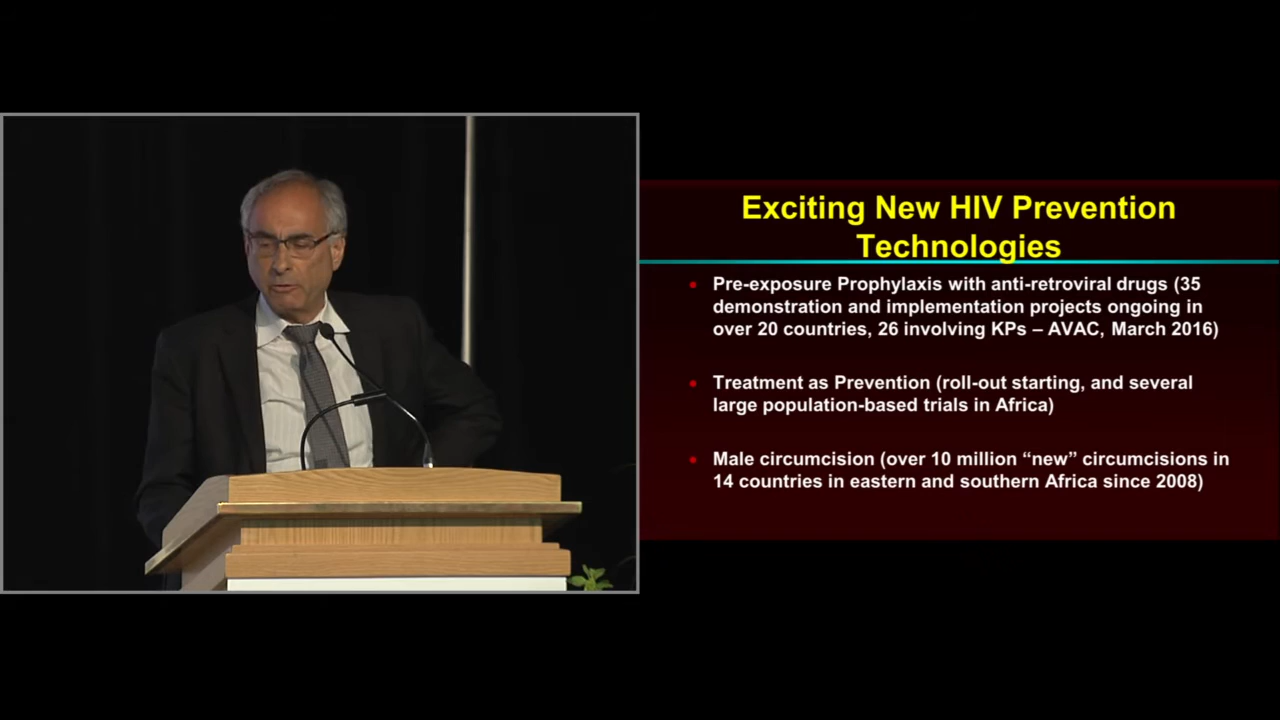 Exciting New HIV Prevention
Technologies
Pre-exposure Prophylaxis with anti-retroviral drugs (35
demonstration and implementation projects ongoing in
over 20 countries, 26 involving KPs – AVAC, March 2016)
Treatment as Prevention (roll-out starting, and several
large population-based trials in Africa)
Male circumcision (over 10 million “new” circumcisions in
14 countries in eastern and southern Africa since 2008)